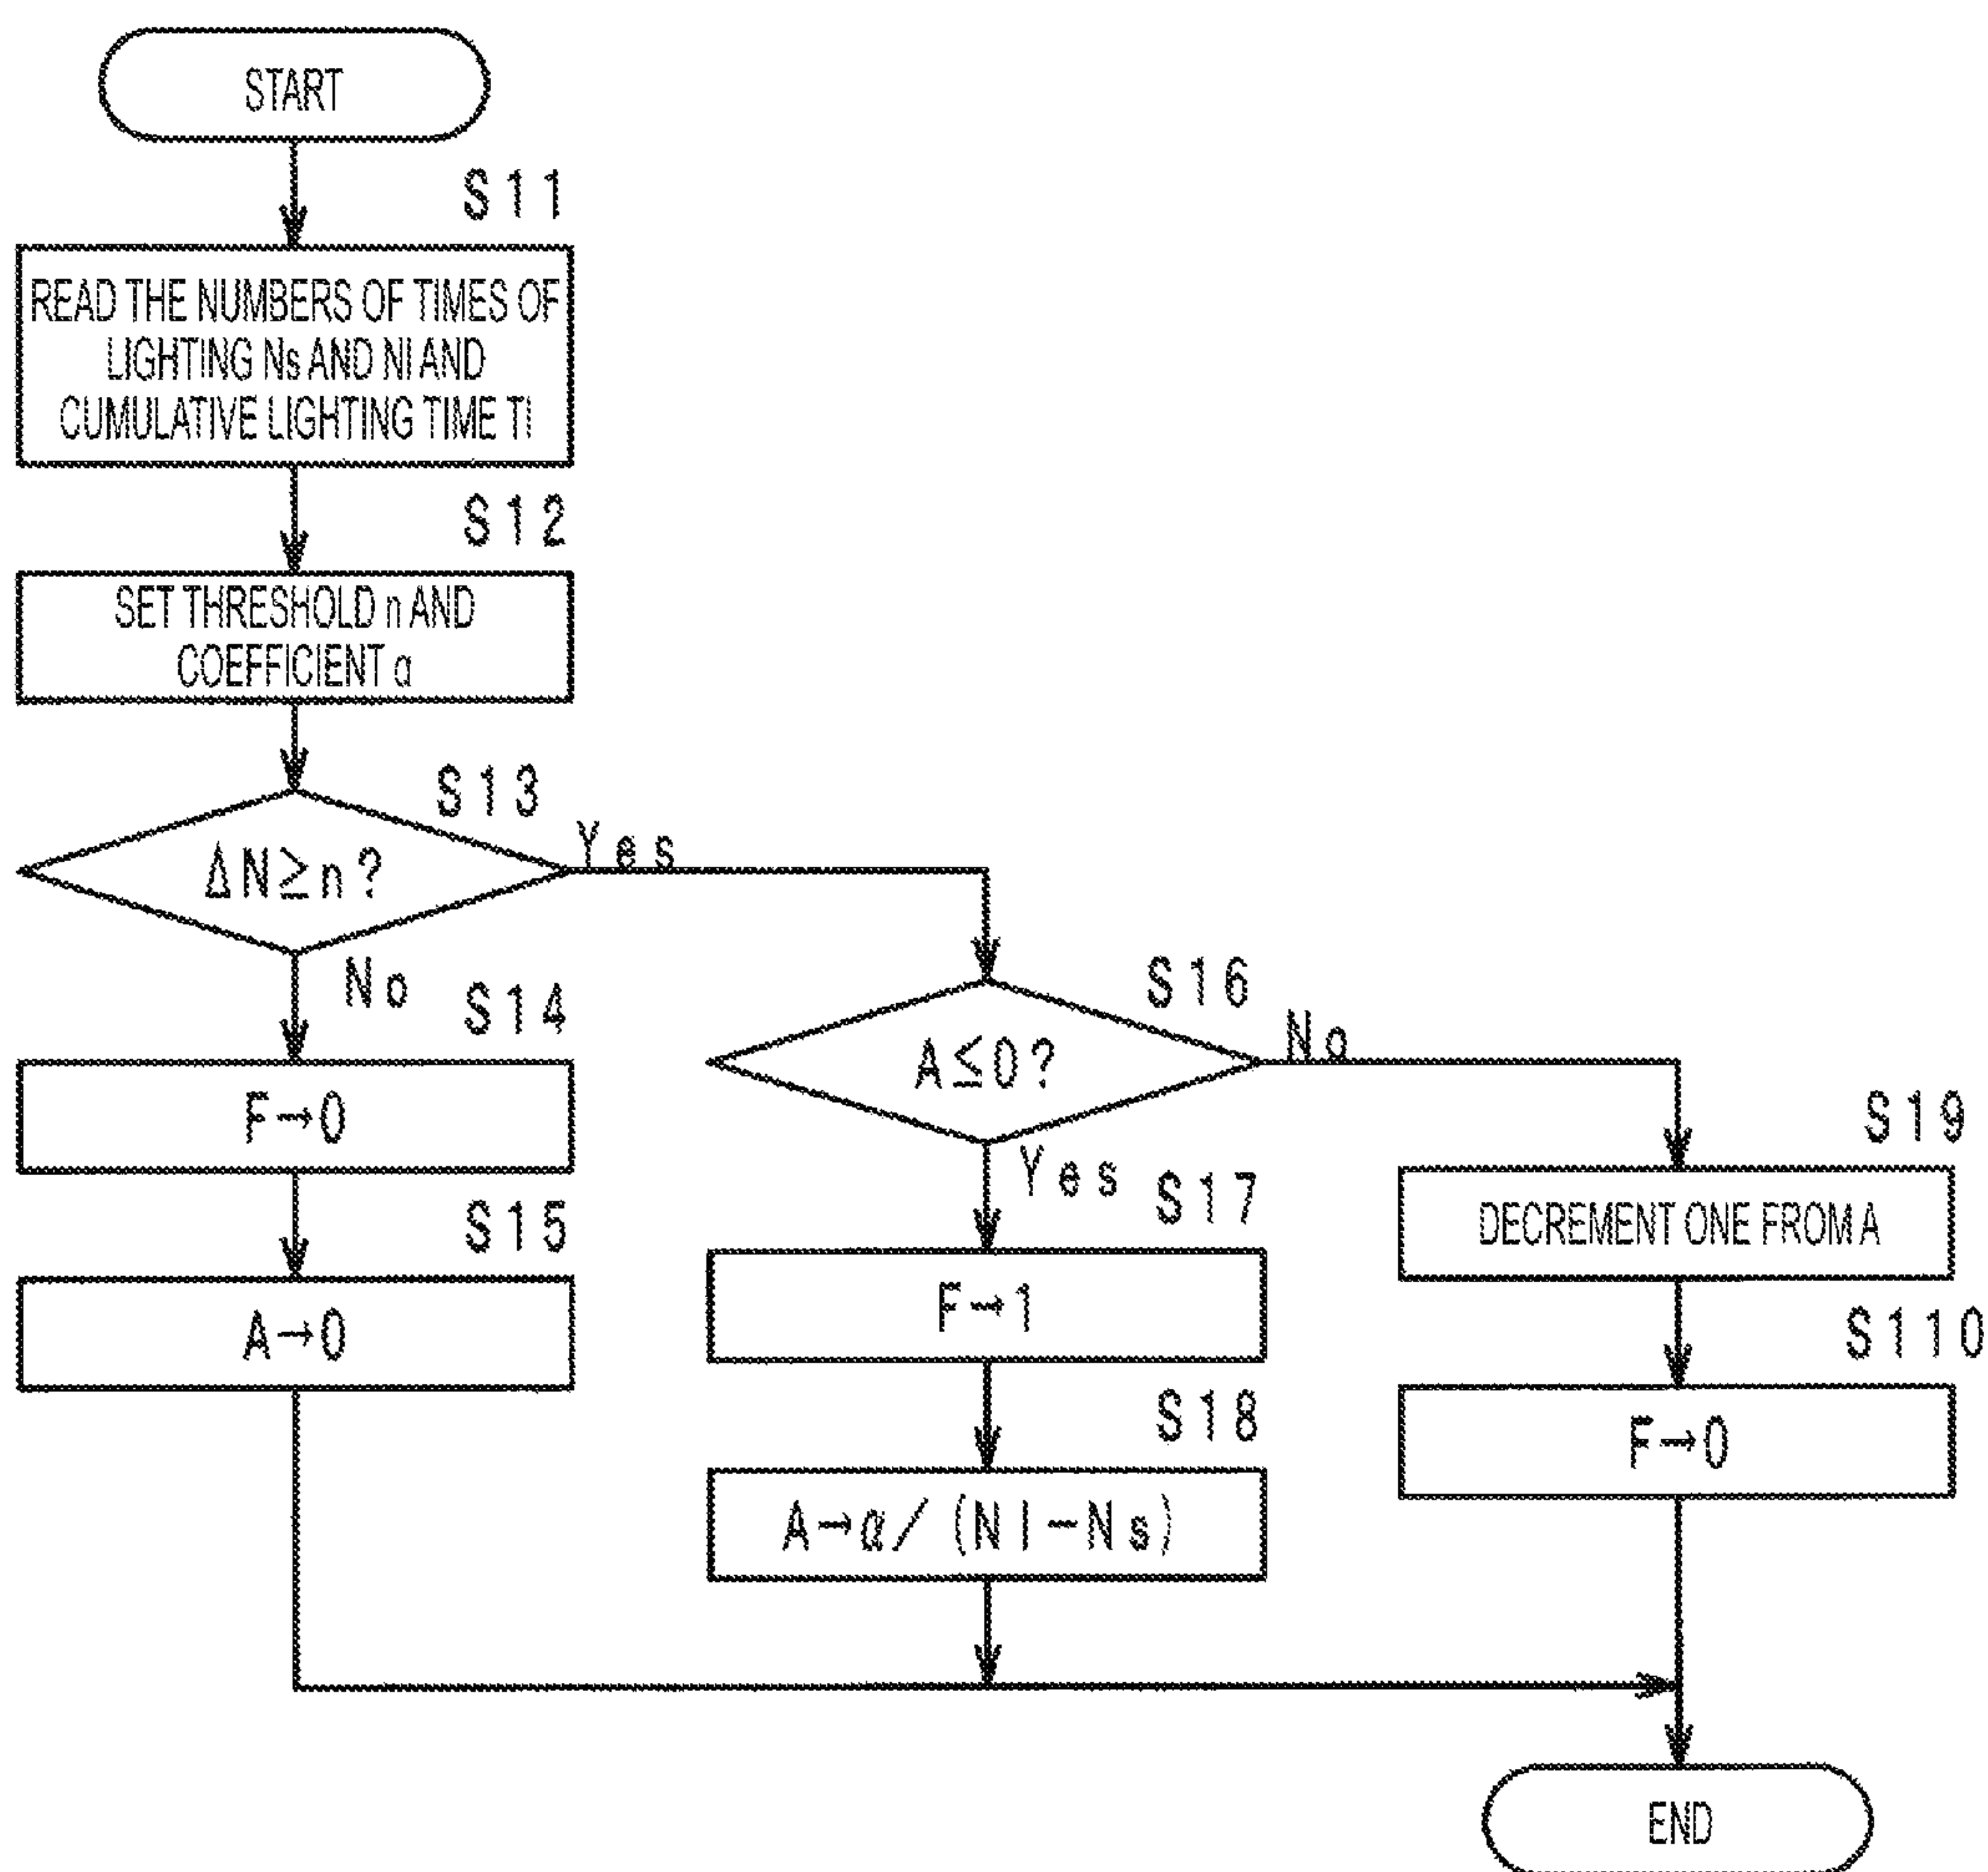 START
S11
READ THE NUMBERS OF TIMES OF
LIGHTING Ns AND Nl AND
CUMULATIVE LIGHTING TIME Tl
S12
SET THRESHOLD n AND
COEFFICIENT α
S13
ΔN≧n?
Yes
No
S14
F→0
S15
A→0
S16
A≦0?
No
Yes
S17
F→1
S18
A→α/(Nl-Ns)
S19
DECREMENT ONE FROM A
S110
F→0
END